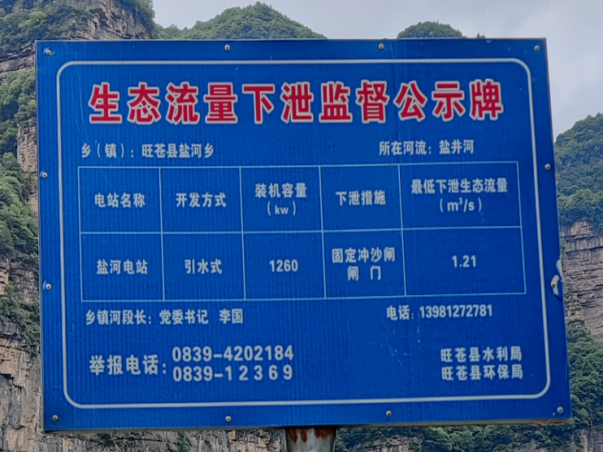 生态流量下泄监督公示牌
乡（镇）：旺苍县盐河乡 所在河流：盐井河
电站名称 开发方式 装机容量（kw） 下泄措施 最低下泄生态流量（m³/s）
盐河电站 引水式 1260 固定冲沙闸闸门 1.21
乡镇河段长：党委书记 李国 电话：13981272781
举报电话：0839-4202184
0839-12369
旺苍县水利局
旺苍县环保局